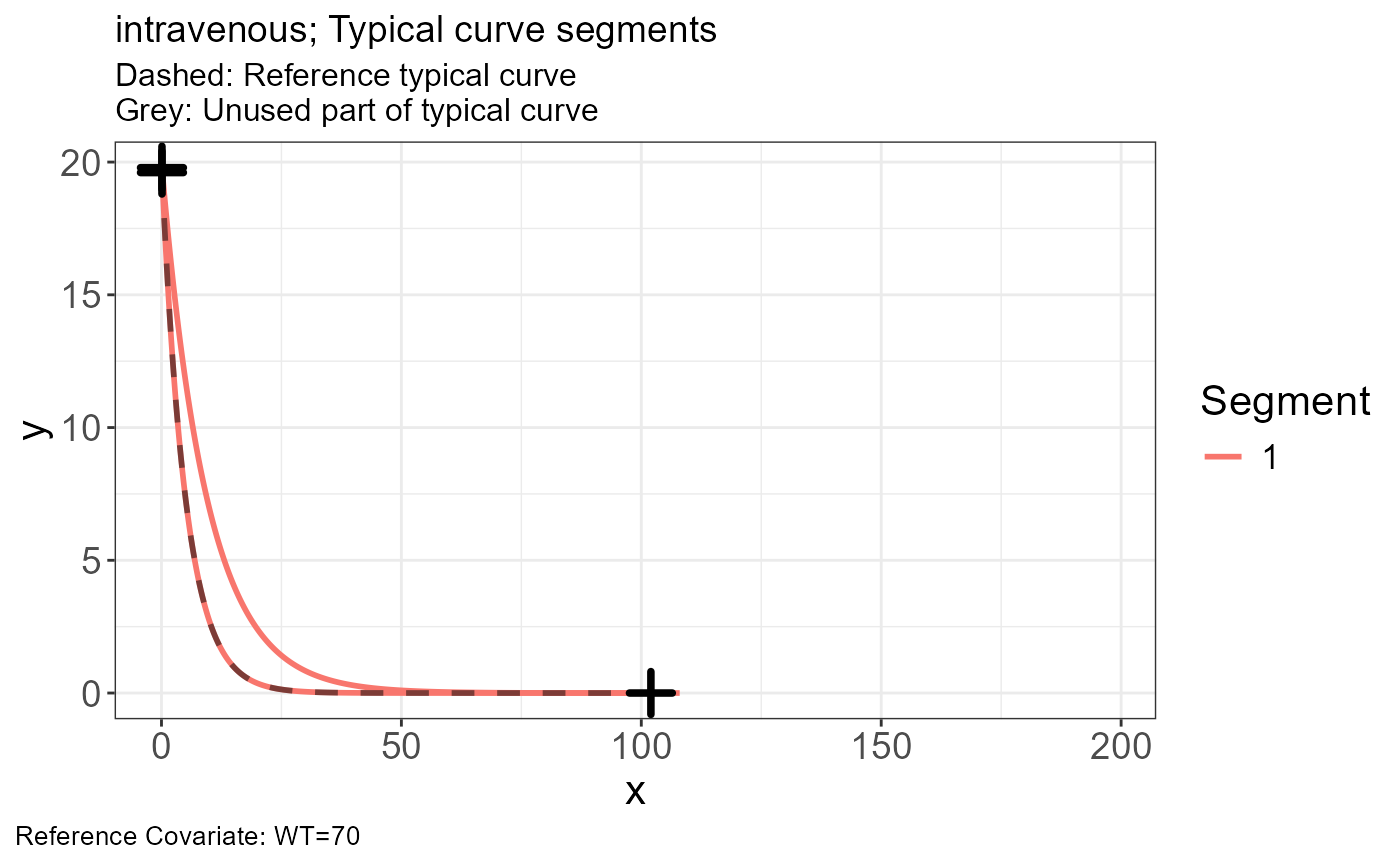 intravenous; Typical curve segments
Dashed: Reference typical curve
Grey: Unused part of typical curve
20
15
10
5
0
y
0 50 100 150 200
x
Segment
1
Reference Covariate: WT=70